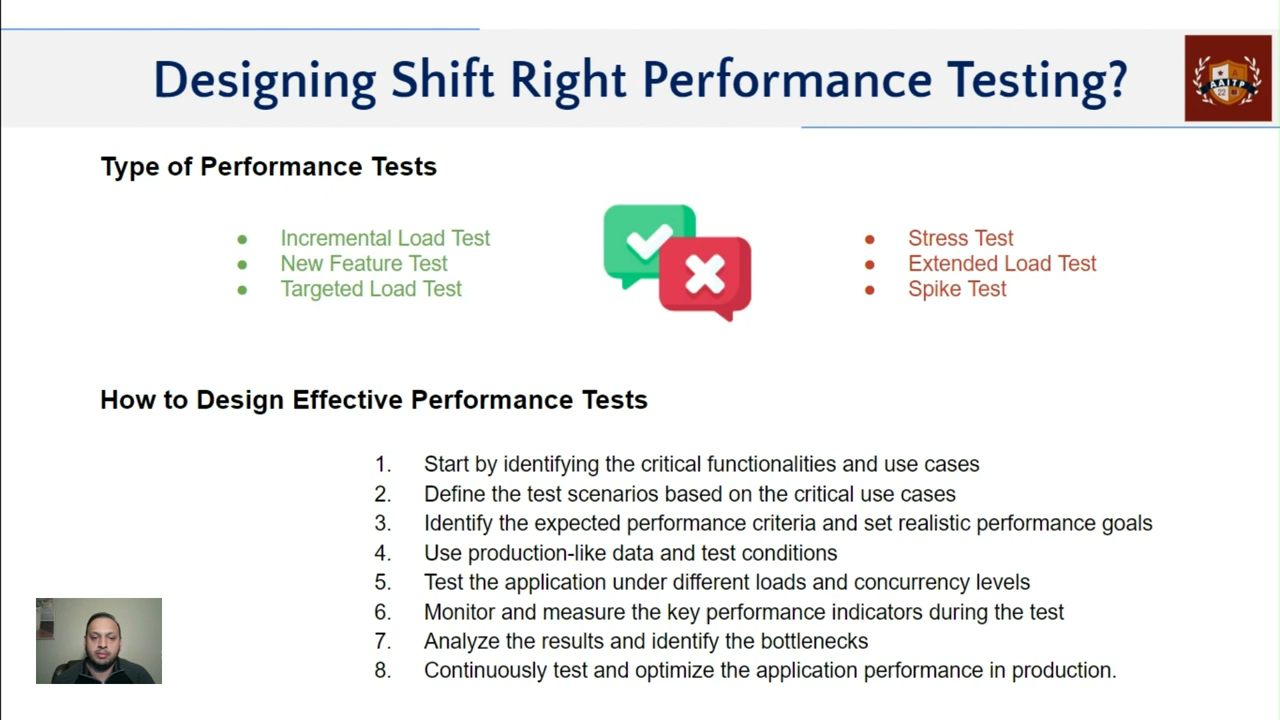 Designing Shift Right Performance Testing?
AAITP
22
Type of Performance Tests
● Incremental Load Test
● New Feature Test
● Targeted Load Test
● Stress Test
● Extended Load Test
● Spike Test
How to Design Effective Performance Tests
1. Start by identifying the critical functionalities and use cases
2. Define the test scenarios based on the critical use cases
3. Identify the expected performance criteria and set realistic performance goals
4. Use production-like data and test conditions
5. Test the application under different loads and concurrency levels
6. Monitor and measure the key performance indicators during the test
7. Analyze the results and identify the bottlenecks
8. Continuously test and optimize the application performance in production.